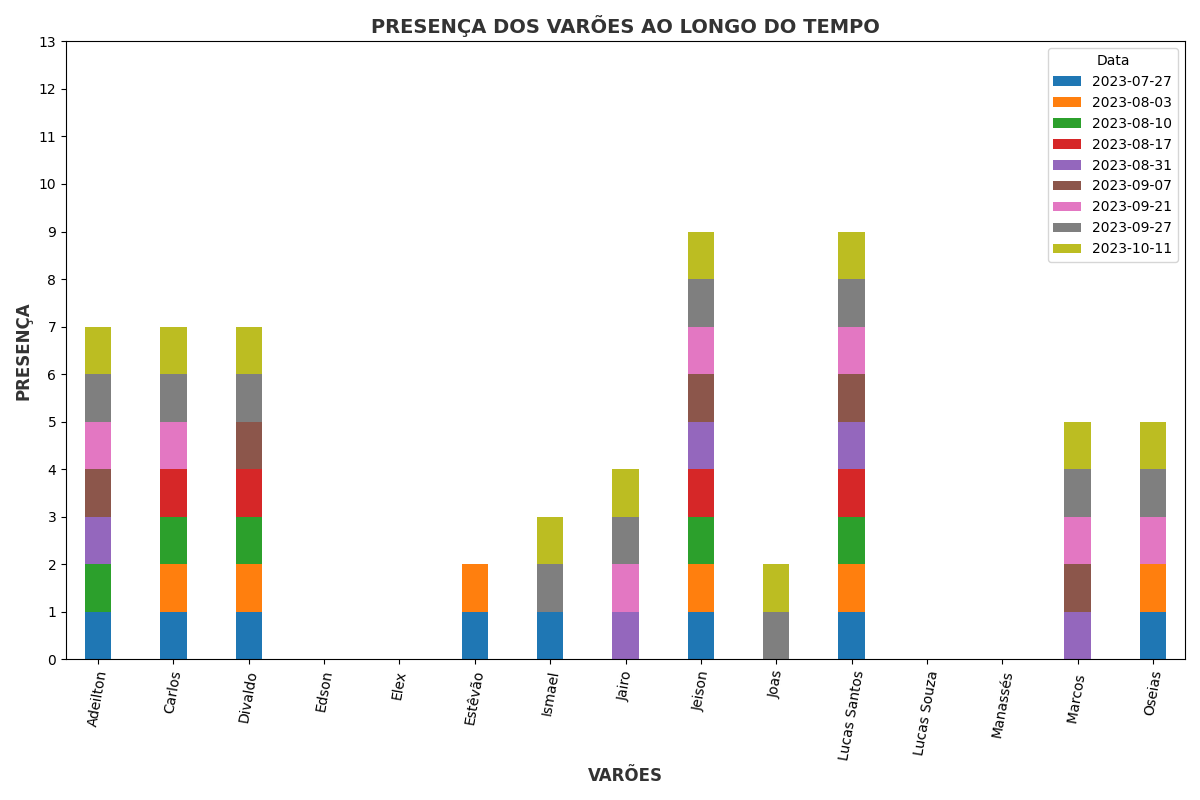 PRESENÇA DOS VARÕES AO LONGO DO TEMPO
13
12
11
10
9
8
7
6
5
4
3
2
1
0
PRESENÇA
Data
2023-07-27
2023-08-03
2023-08-10
2023-08-17
2023-08-31
2023-09-07
2023-09-21
2023-09-27
2023-10-11
Adeilton
Carlos
Divaldo
Edson
Elex
Estêvão
Ismael
Jairo
Jeison
Joas
Lucas Santos
Lucas Souza
Manassés
Marcos
Oseias
VARÕES